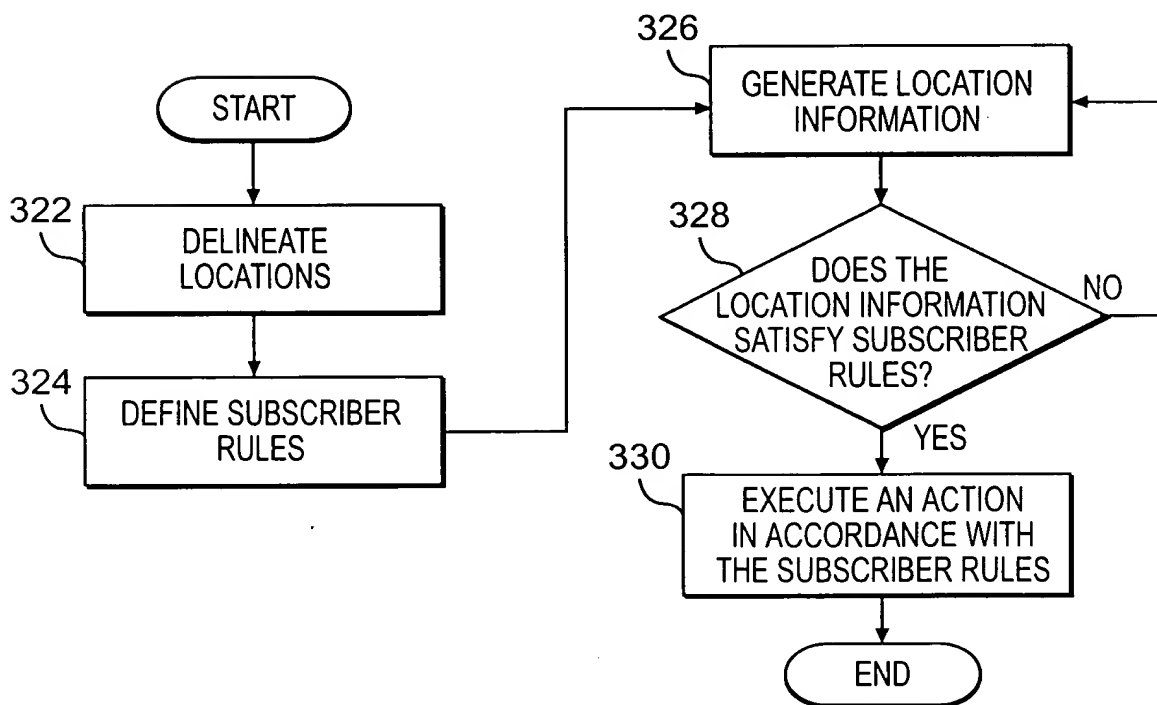 START
322
DELINEATE
LOCATIONS
324
DEFINE SUBSCRIBER
RULES
326
GENERATE LOCATION
INFORMATION
328
DOES THE
LOCATION INFORMATION
SATISFY SUBSCRIBER
RULES?
NO
YES
330
EXECUTE AN ACTION
IN ACCORDANCE WITH
THE SUBSCRIBER RULES
END